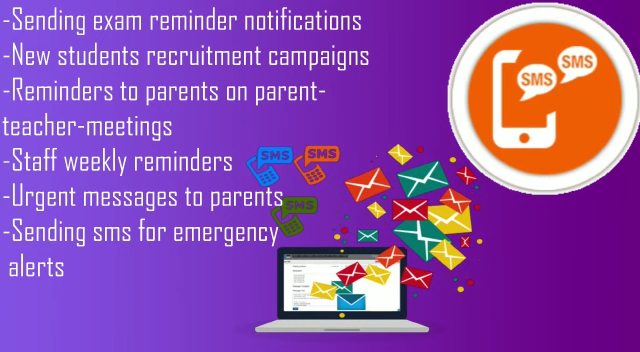 -Sending exam reminder notifications
-New students recruitment campaigns
-Reminders to parents on parent-
teacher-meetings
-Staff weekly reminders
-Urgent messages to parents
-Sending sms for emergency
alerts
SMS
SMS
SMS
SMS
SMS